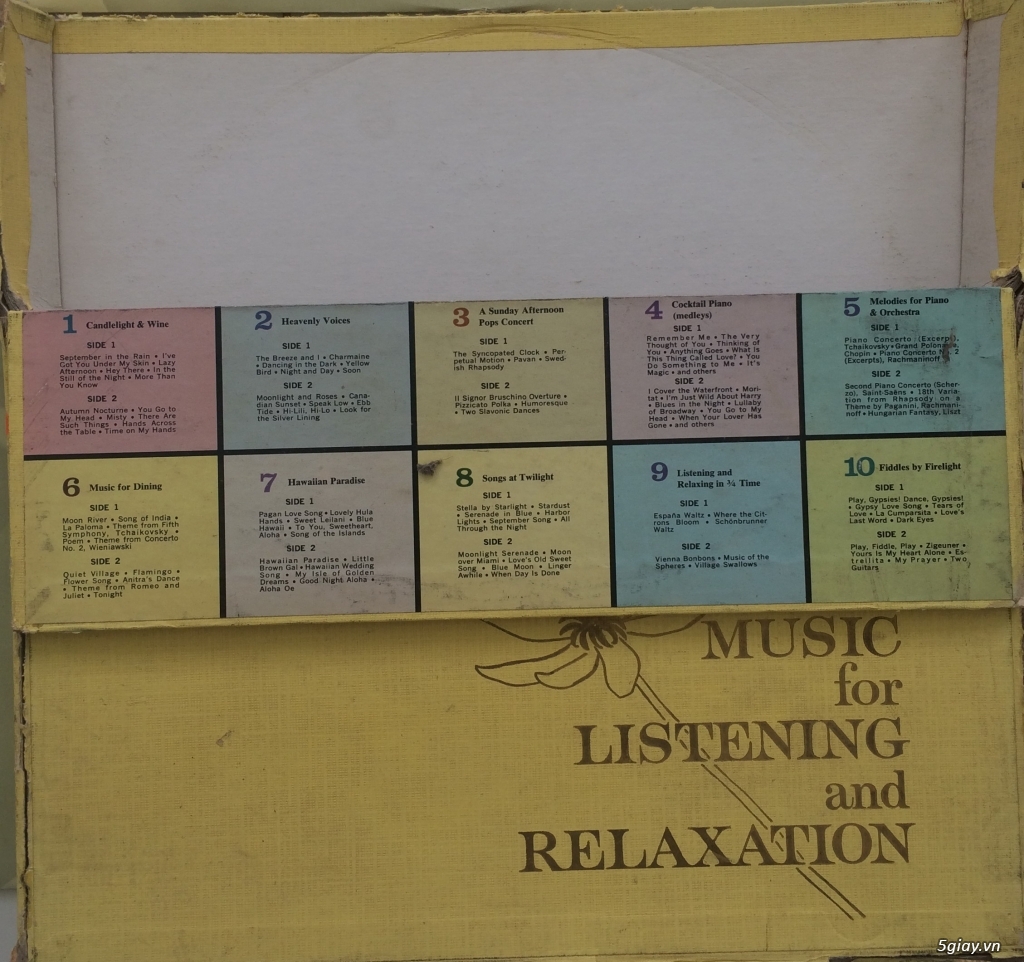 1 Candlelight & Wine
SIDE 1
September in the Rain • I've
Got You Under My Skin • Lazy
Afternoon • Hey There • In the
Still of the Night • More Than
You Know
SIDE 2
Autumn Nocturne • You Go to
My Head • Misty • There Are
Such Things • Hands Across
the Table • Time on My Hands
2 Heavenly Voices
SIDE 1
The Breeze and I • Charmaine
• Dancing in the Dark • Yellow
Bird • Night and Day • Soon
SIDE 2
Moonlight and Roses • Cana-
dian Sunset • Speak Low • Ebb
Tide • Hi-Lili, Hi-Lo • Look for
the Silver Lining
3 A Sunday Afternoon
Pops Concert
SIDE 1
The Syncopated Clock • Per-
petual Motion • Pavan • Swed-
ish Rhapsody
SIDE 2
Il Signor Bruschino Overture •
Pizzicato Polka • Humoresque
• Two Slavonic Dances
4 Cocktail Piano
(medleys)
SIDE 1
Remember Me • The Very
Thought of You • Thinking of
You • Anything Goes • What Is
This Thing Called Love? • You
Do Something to Me • It's
Magic • and others
SIDE 2
I Cover the Waterfront • Mori-
tat • I'm Just Wild About Harry
• Blues in the Night • Lullaby
of Broadway • You Go to My
Head • When Your Lover Has
Gone • and others
5 Melodies for Piano
& Orchestra
SIDE 1
Piano Concerto (Excerpt),
Tchaikovsky • Grand Polonaise,
Chopin • Piano Concerto 2
(Excerpts), Rachmaninoff
SIDE 2
Second Piano Concerto (Scher-
zo), Saint-Saëns • 18th Varia-
tion from Rhapsody on a
Theme by Paganini, Rachmani-
noff • Hungarian Fantasy, Liszt
6 Music for Dining
SIDE 1
Moon River • Song of India •
La Paloma • Theme from Fifth
Symphony, Tchaikovsky •
Poem • Theme from Concerto
No. 2, Wieniawski
SIDE 2
Quiet Village • Flamingo •
Flower Song • Anitra's Dance
• Theme from Romeo and
Juliet • Tonight
7 Hawaiian Paradise
SIDE 1
Pagan Love Song • Lovely Hula
Hands • Sweet Leilani • Blue
Hawaii • To You, Sweetheart,
Aloha • Song of the Islands
SIDE 2
Hawaiian Paradise • Little
Brown Gal • Hawaiian Wedding
Song • My Isle of Golden
Dreams • Good Night Aloha •
Aloha Oe
8 Songs at Twilight
SIDE 1
Stella by Starlight • Stardust
• Serenade in Blue • Harbor
Lights • September Song • All
Through the Night
SIDE 2
Moonlight Serenade • Moon
over Miami • Love's Old Sweet
Song • Blue Moon • Linger
Awhile • When Day Is Done
9 Listening and
Relaxing in ¾ Time
SIDE 1
España Waltz • Where the Cit-
rons Bloom • Schönbrunner
Waltz
SIDE 2
Vienna Bonbons • Music of the
Spheres • Village Swallows
10 Fiddles by Firelight
SIDE 1
Play, Gypsies! Dance, Gypsies!
• Gypsy Love Song • Tears of
Love • La Cumparsita • Love's
Last Word • Dark Eyes
SIDE 2
Play, Fiddle, Play • Zigeuner •
Yours Is My Heart Alone • Es-
trellita • My Prayer • Two
Guitars
MUSIC
for
LISTENING
and
RELAXATION
5giay.vn